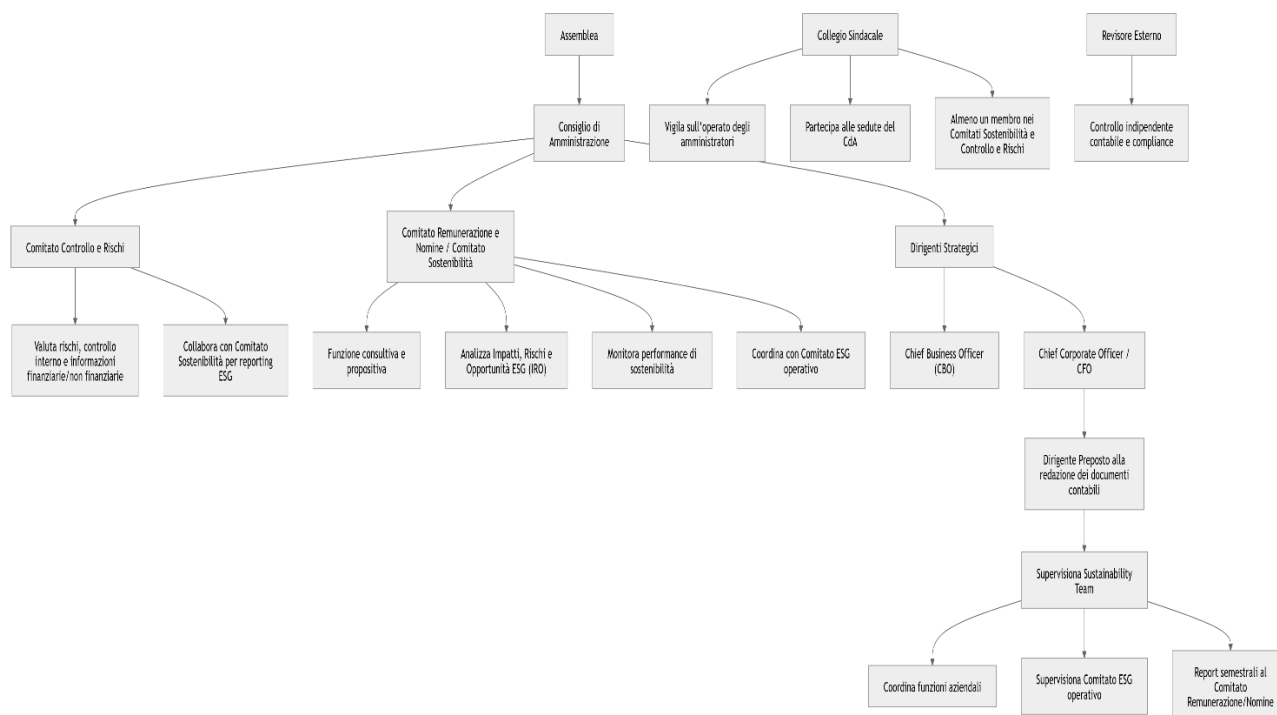 Assemblea
Collegio Sindacale
Revisore Esterno
Consiglio di
Amministrazione
Vigila sull'operato degli
amministratori
Partecipa alle sedute del
CdA
Almeno un membro nei
Comitati Sostenibilità e
Controllo e Rischi
Controllo indipendente
contabile e compliance
Comitato Controllo e Rischi
Comitato Remunerazione e
Nomine / Comitato
Sostenibilità
Dirigenti Strategici
Valuta rischi, controllo
interno e informazioni
finanziarie/non finanziarie
Collabora con Comitato
Sostenibilità per reporting
ESG
Funzione consultiva e
propositiva
Analizza Impatti, Rischi e
Opportunità ESG (IRO)
Monitora performance di
sostenibilità
Coordina con Comitato ESG
operativo
Chief Business Officer
(CBO)
Chief Corporate Officer /
CFO
Dirigente Preposto alla
redazione dei documenti
contabili
Supervisiona Sustainability
Team
Coordina funzioni aziendali
Supervisiona Comitato ESG
operativo
Report semestrali al
Comitato
Remunerazione/Nomine